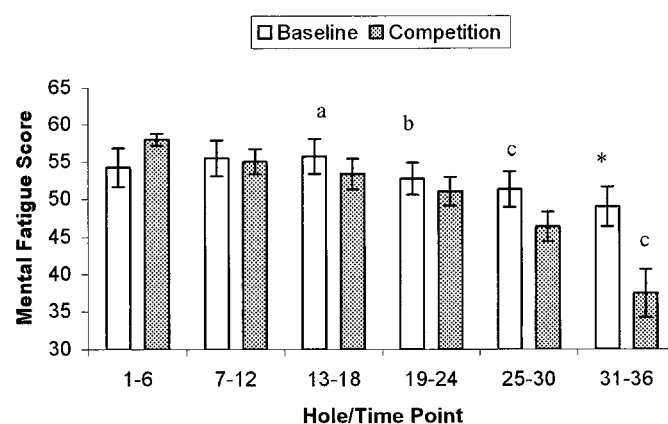 Baseline Competition
Mental Fatigue Score
65
60
55
50
45
40
35
30
a
b
c
*
c
1-6 7-12 13-18 19-24 25-30 31-36
Hole/Time Point